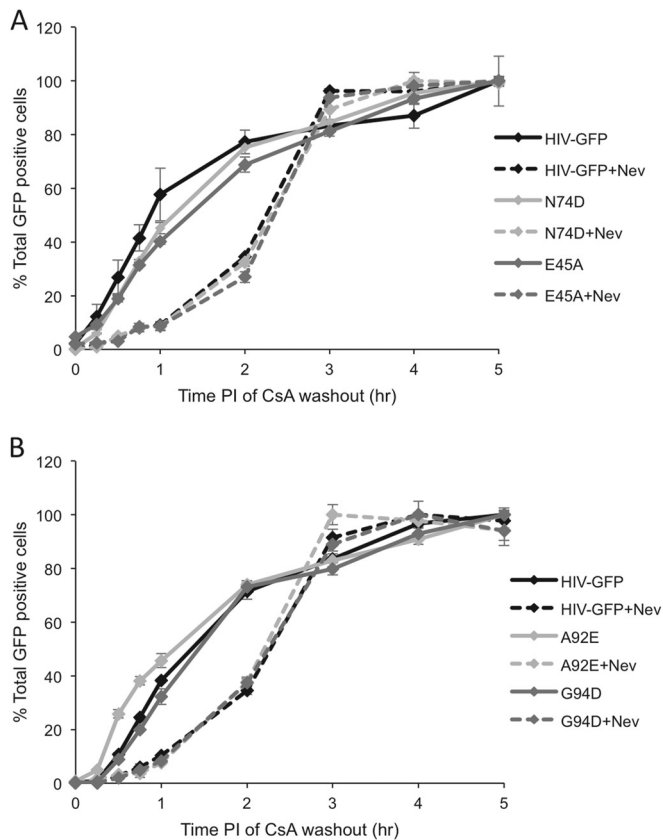 A
120
100
80
60
40
20
0
% Total GFP positive cells
0 1 2 3 4 5
Time PI of CsA washout (hr)
HIV-GFP
HIV-GFP+Nev
N74D
N74D+Nev
E45A
E45A+Nev
B
120
100
80
60
40
20
0
% Total GFP positive cells
0 1 2 3 4 5
Time PI of CsA washout (hr)
HIV-GFP
HIV-GFP+Nev
A92E
A92E+Nev
G94D
G94D+Nev